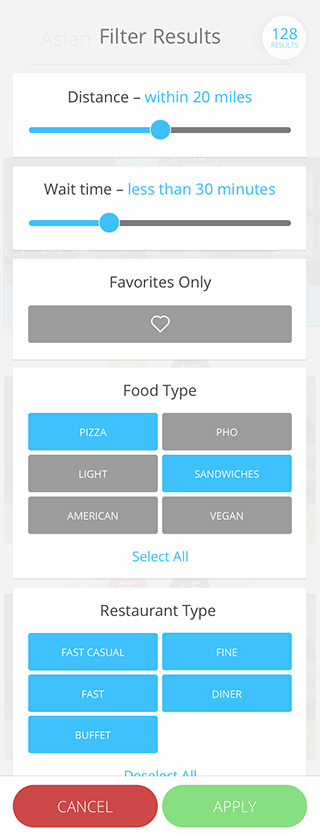 Asian
Filter Results
128
RESULTS
Distance – within 20 miles
Wait time – less than 30 minutes
Favorites Only
Food Type
PIZZA
PHO
LIGHT
SANDWICHES
AMERICAN
VEGAN
Select All
Restaurant Type
FAST CASUAL
FINE
FAST
DINER
BUFFET
Deselect All
CANCEL
APPLY